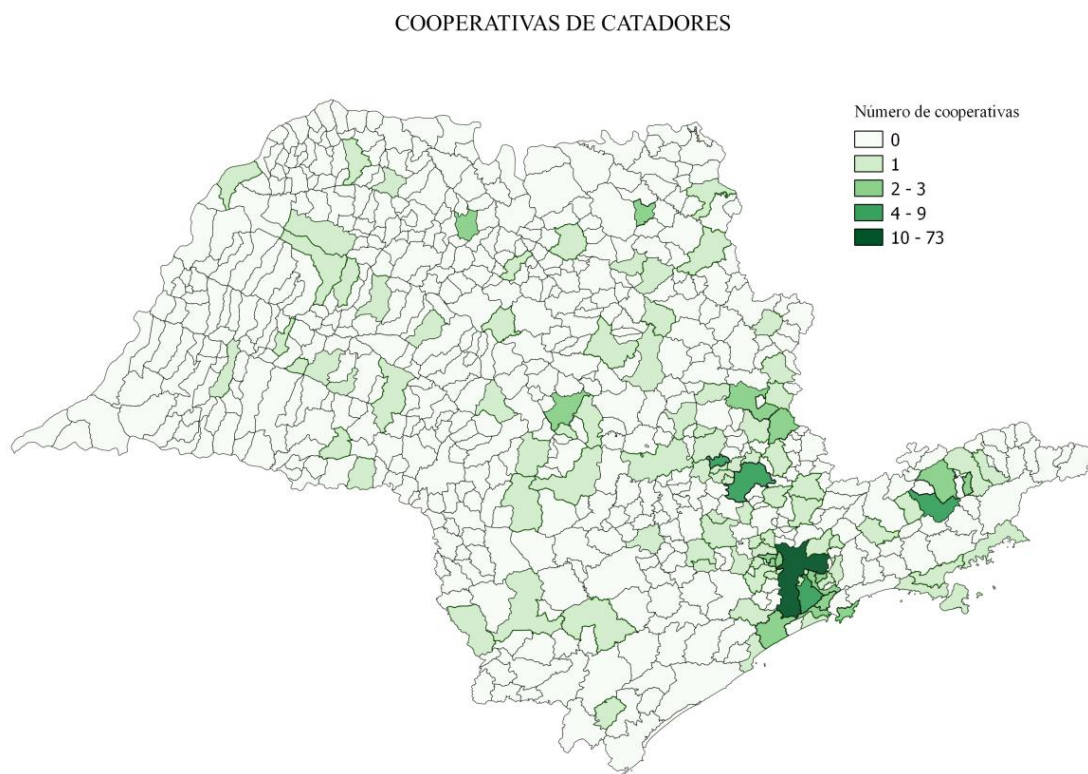 COOPERATIVAS DE CATADORES
Número de cooperativas
0
1
2 - 3
4 - 9
10 - 73